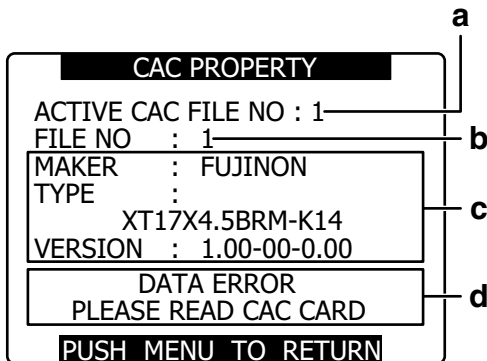 a
CAC PROPERTY
ACTIVE CAC FILE NO : 1
b
FILE NO : 1
MAKER : FUJINON
TYPE :
c
XT17X4.5BRM-K14
VERSION : 1.00-00-0.00
DATA ERROR
d
PLEASE READ CAC CARD
PUSH MENU TO RETURN